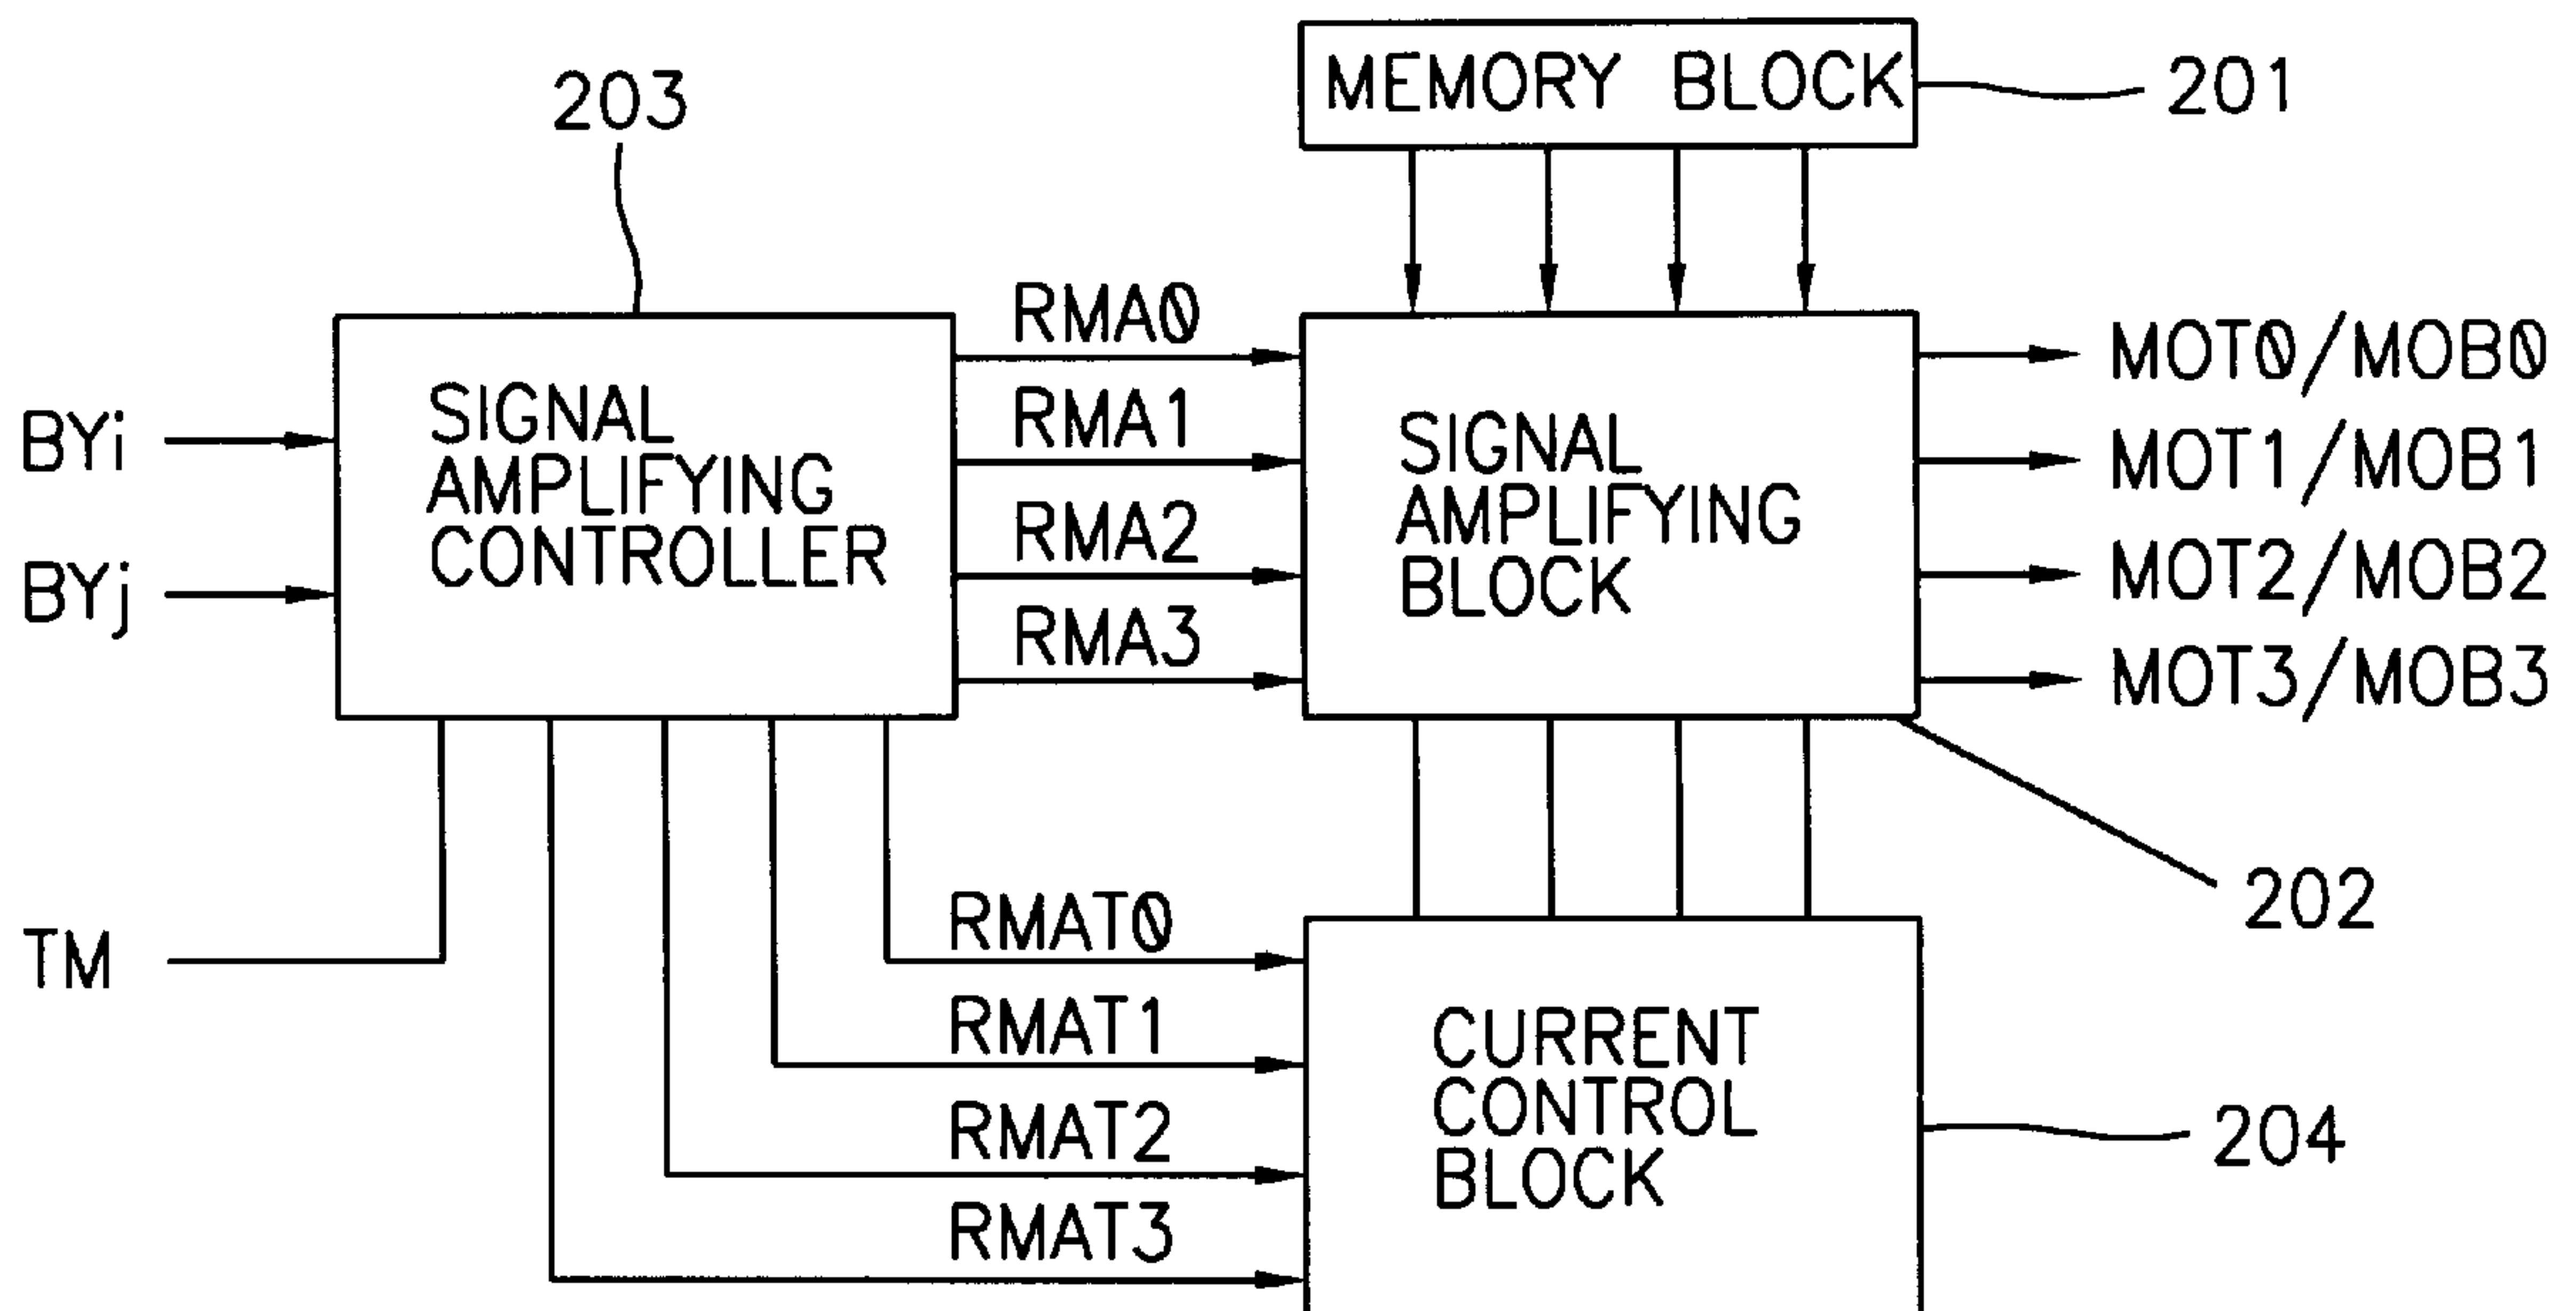 MEMORY BLOCK
201
203
RMA0
RMA1
RMA2
RMA3
BYi
BYj
SIGNAL
AMPLIFYING
CONTROLLER
SIGNAL
AMPLIFYING
BLOCK
MOT0/MOB0
MOT1/MOB1
MOT2/MOB2
MOT3/MOB3
202
TM
RMAT0
RMAT1
RMAT2
RMAT3
CURRENT
CONTROL
BLOCK
204